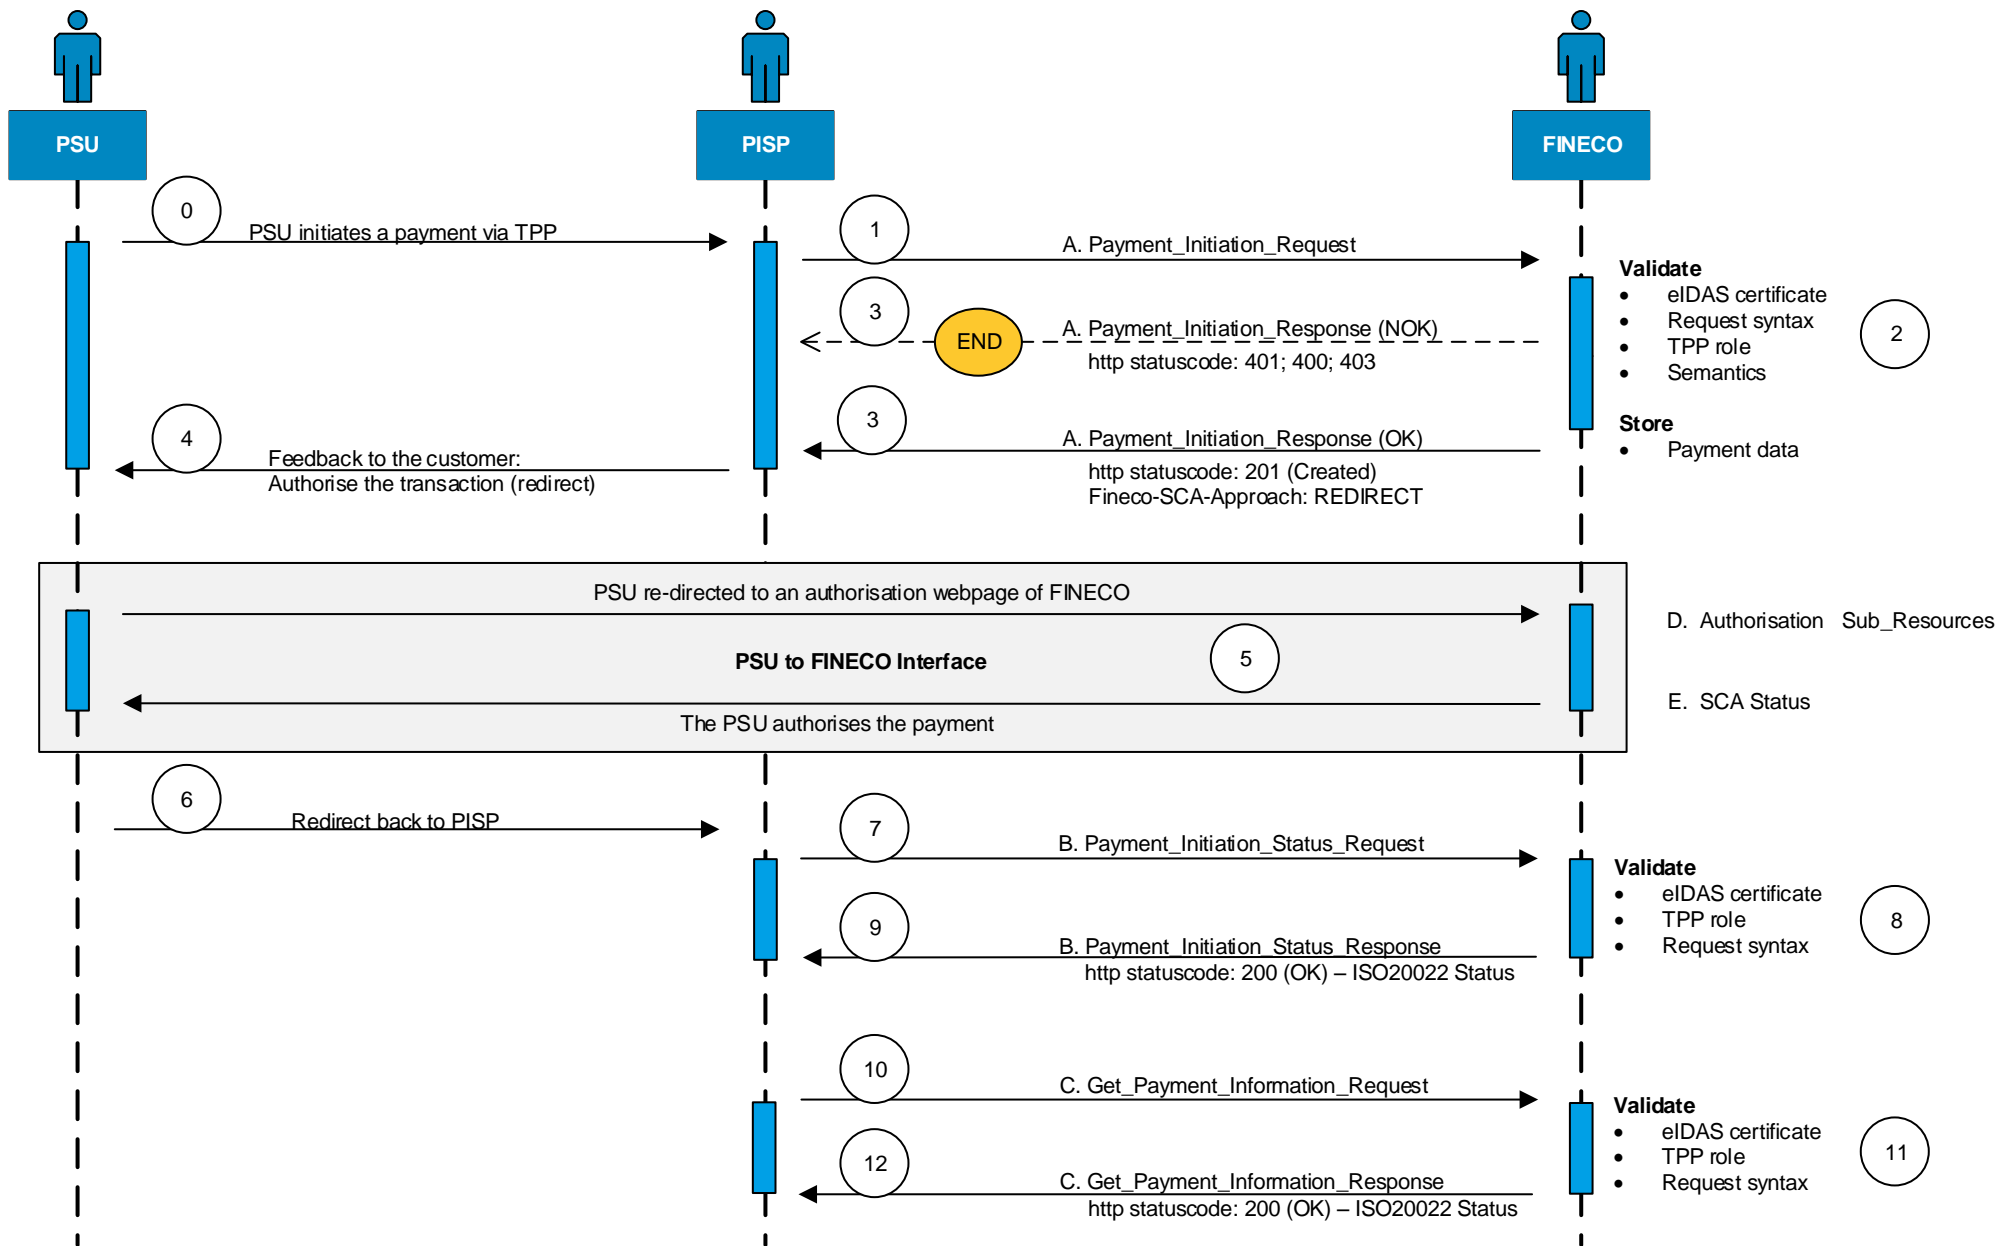 PSU
PISP
FINECO
0
PSU initiates a payment via TPP
1
A. Payment_Initiation_Request
Validate
• eIDAS certificate
• Request syntax
• TPP role
• Semantics
2
3
END
A. Payment_Initiation_Response (NOK)
http statuscode: 401; 400; 403
Store
• Payment data
3
A. Payment_Initiation_Response (OK)
http statuscode: 201 (Created)
Fineco-SCA-Approach: REDIRECT
4
Feedback to the customer:
Authorise the transaction (redirect)
PSU re-directed to an authorisation webpage of FINECO
D. Authorisation Sub_Resources
PSU to FINECO Interface
5
E. SCA Status
The PSU authorises the payment
6
Redirect back to PISP
7
B. Payment_Initiation_Status_Request
Validate
• eIDAS certificate
• TPP role
• Request syntax
8
9
B. Payment_Initiation_Status_Response
http statuscode: 200 (OK) – ISO20022 Status
10
C. Get_Payment_Information_Request
Validate
• eIDAS certificate
• TPP role
• Request syntax
11
12
C. Get_Payment_Information_Response
http statuscode: 200 (OK) – ISO20022 Status